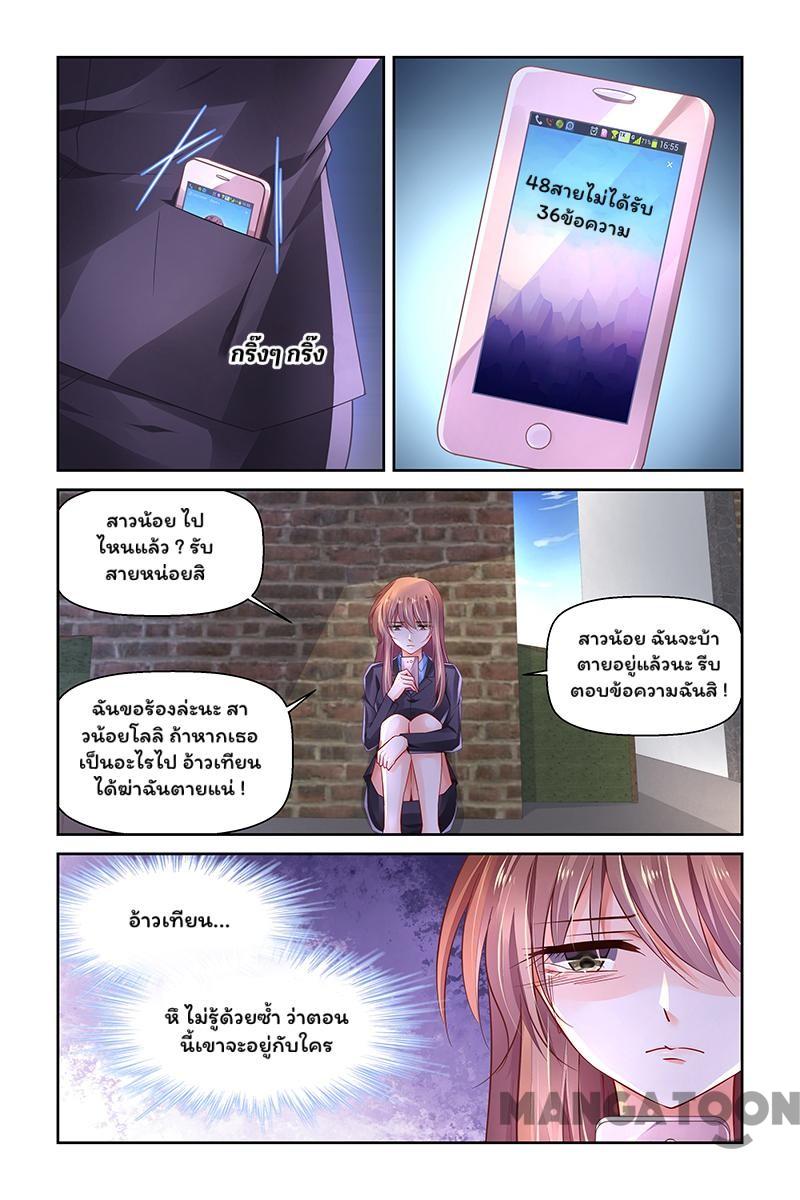 กริ๊งๆ กริ๊ง
16:55
48สายไม่ได้รับ
36ข้อความ
สาวน้อย ไป
ไหนแล้ว ? รับ
สายหน่อยสิ
สาวน้อย ฉันจะบ้า
ตายอยู่แล้วนะ รีบ
ตอบข้อความฉันสิ !
ฉันขอร้องล่ะนะ สา
วน้อยโลลิ ถ้าหากเธอ
เป็นอะไรไป อ้าวเทียน
ได้ฆ่าฉันตายแน่ !
อ้าวเทียน...
หึ ไม่รู้ด้วยซ้ำ ว่าตอน
นี้เขาจะอยู่กับใคร
MANGATOON